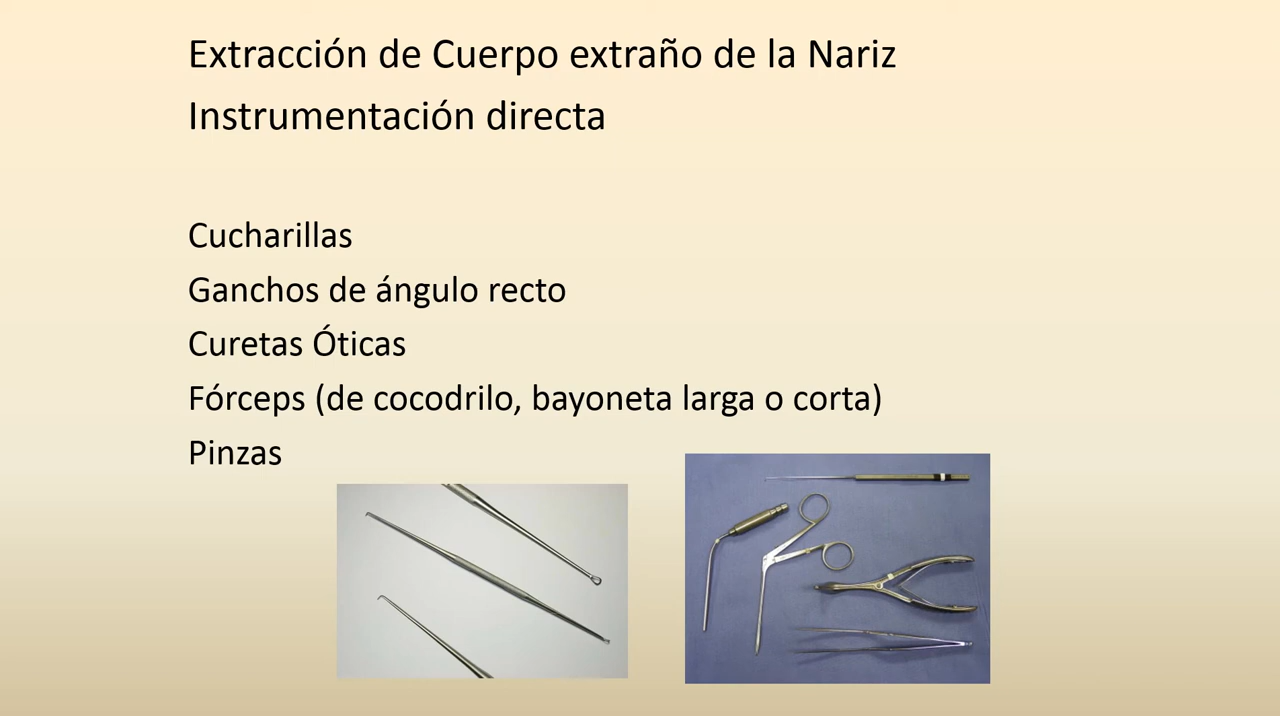 Extracción de Cuerpo extraño de la Nariz
Instrumentación directa
Cucharillas
Ganchos de ángulo recto
Curetas Óticas
Fórceps (de cocodrilo, bayoneta larga o corta)
Pinzas